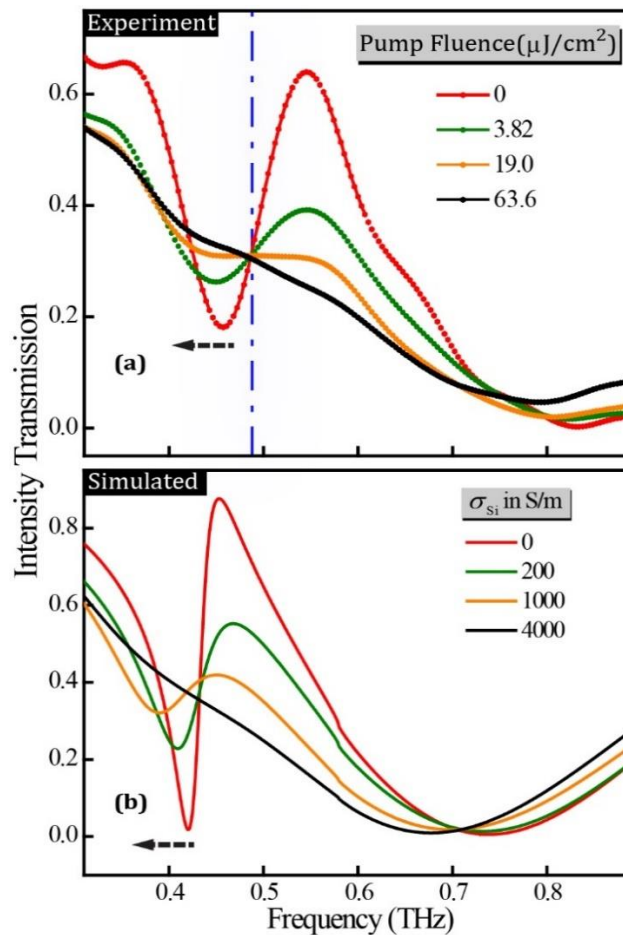 Experiment
Pump Fluence(μJ/cm²)
0
3.82
19.0
63.6
0.6
0.4
0.2
0.0
(a)
Intensity Transmission
Simulated
σSi in S/m
0
200
1000
4000
0.8
0.6
0.4
0.2
0.0
(b)
0.4 0.5 0.6 0.7 0.8
Frequency (THz)